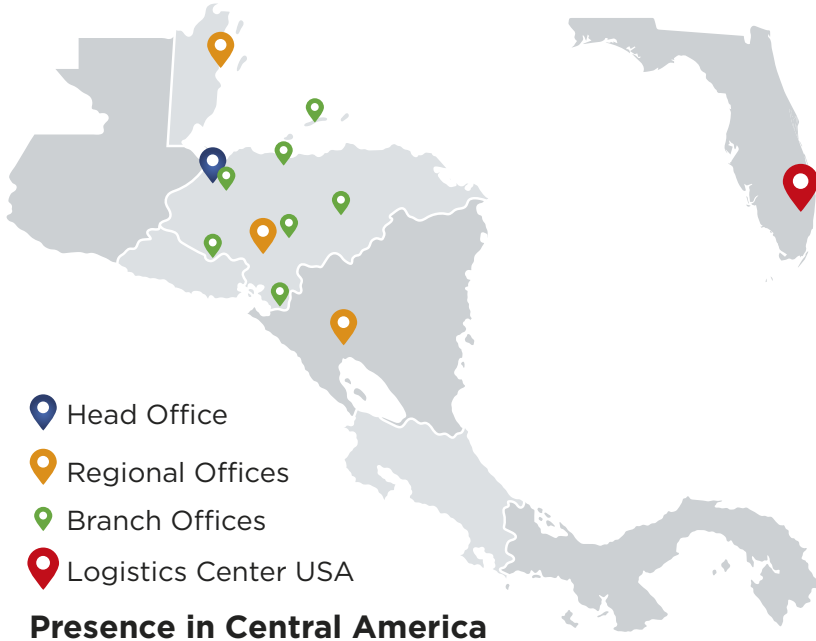 Head Office
Regional Offices
Branch Offices
Logistics Center USA
Presence in Central America